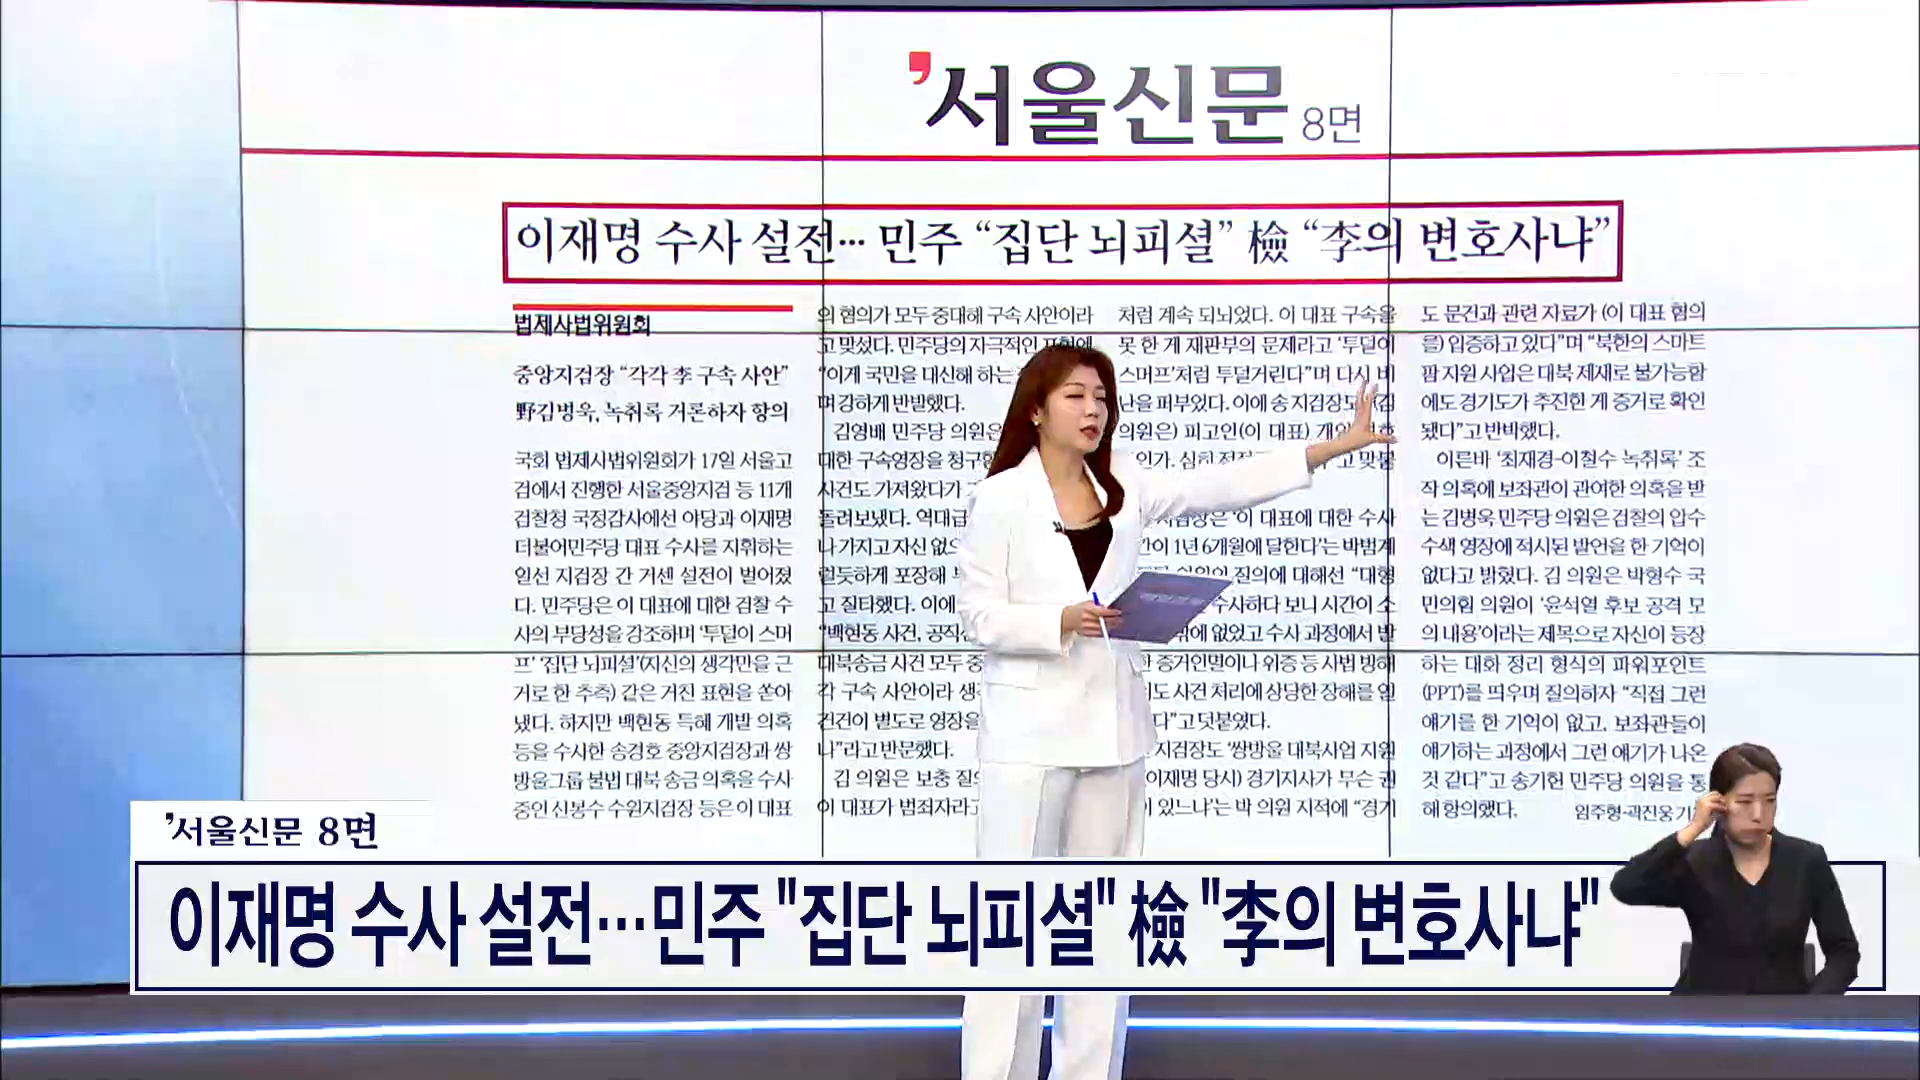 '서울신문 8면
이재명 수사 설전… 민주 “집단 뇌피셜” 檢 “李의 변호사냐”
법제사법위원회
중앙지검장 “각각 李 구속 사안”
野김병욱, 녹취록 거론하자 항의
국회 법제사법위원회가 17일 서울고
검에서 진행한 서울중앙지검 등 11개
검찰청 국정감사에선 야당과 이재명
더불어민주당 대표 수사를 지휘하는
일선 지검장 간 거센 설전이 벌어졌
다. 민주당은 이 대표에 대한 검찰 수
사의 부당성을 강조하며 ‘투덜이 스머
프’ ‘집단 뇌피셜’(자신의 생각만을 근
거로 한 추측) 같은 거친 표현을 쏟아
냈다. 하지만 백현동 특혜 개발 의혹
등을 수사한 송경호 중앙지검장과 쌍
방울그룹 불법 대북 송금 의혹을 수사
중인 신봉수 수원지검장 등은 이 대표
의 혐의가 모두 중대해 구속 사안이라
고 맞섰다. 민주당의 자극적인 표현에
“이게 국민을 대신해 하는
며 강하게 반발했다.
김영배 민주당 의원은
대한 구속영장을 청구
사건도 가져왔다가
돌려보냈다. 역대급
나 가지고 자신 없
럴듯하게 포장해
고 질타했다. 이에
“백현동 사건, 공직
대북송금 사건 모두 중
각 구속 사안이라 생
건건이 별도로 영장을
나”라고 반문했다.
김 의원은 보충 질
이 대표가 범죄자라고
처럼 계속 되뇌었다. 이 대표 구속을
못 한 게 재판부의 문제라고 ‘투덜이
스머프’처럼 투덜거린다”며 다시 비
난을 퍼부었다. 이에 송 지검장도 “(김
의원은) 피고인(이 대표) 개인 변호
인가. 심히
고 맞불
지검장은 ‘이 대표에 대한 수사
간이 1년 6개월에 달한다’는 박범계
의원의 질의에 대해선 “대형
수사하다 보니 시간이 소
밖에 없었고 수사 과정에서 발
한 증거인멸이나 위증 등 사법 방해
도 사건 처리에 상당한 장해를 일
다”고 덧붙였다.
지검장도 ‘쌍방울 대북사업 지원
(이재명 당시) 경기지사가 무슨 권
이 있느냐’는 박 의원 지적에 “경기
도 문건과 관련 자료가 (이 대표 혐의
를) 입증하고 있다”며 “북한의 스마트
팜 지원 사업은 대북 제재로 불가능함
에도 경기도가 추진한 게 증거로 확인
됐다”고 반박했다.
이른바 ‘최재경-이철수 녹취록’ 조
작 의혹에 보좌관이 관여한 의혹을 받
는 김병욱 민주당 의원은 검찰의 압수
수색 영장에 적시된 발언을 한 기억이
없다고 밝혔다. 김 의원은 박형수 국
민의힘 의원이 ‘윤석열 후보 공격 모
의 내용’이라는 제목으로 자신이 등장
하는 대화 정리 형식의 파워포인트
(PPT)를 띄우며 질의하자 “직접 그런
얘기를 한 기억이 없고, 보좌관들이
얘기하는 과정에서 그런 얘기가 나온
것 같다”고 송기헌 민주당 의원을 통
해 항의했다.
임주형·곽진웅 기
'서울신문 8면
이재명 수사 설전…민주 "집단 뇌피셜" 檢 "李의 변호사냐"